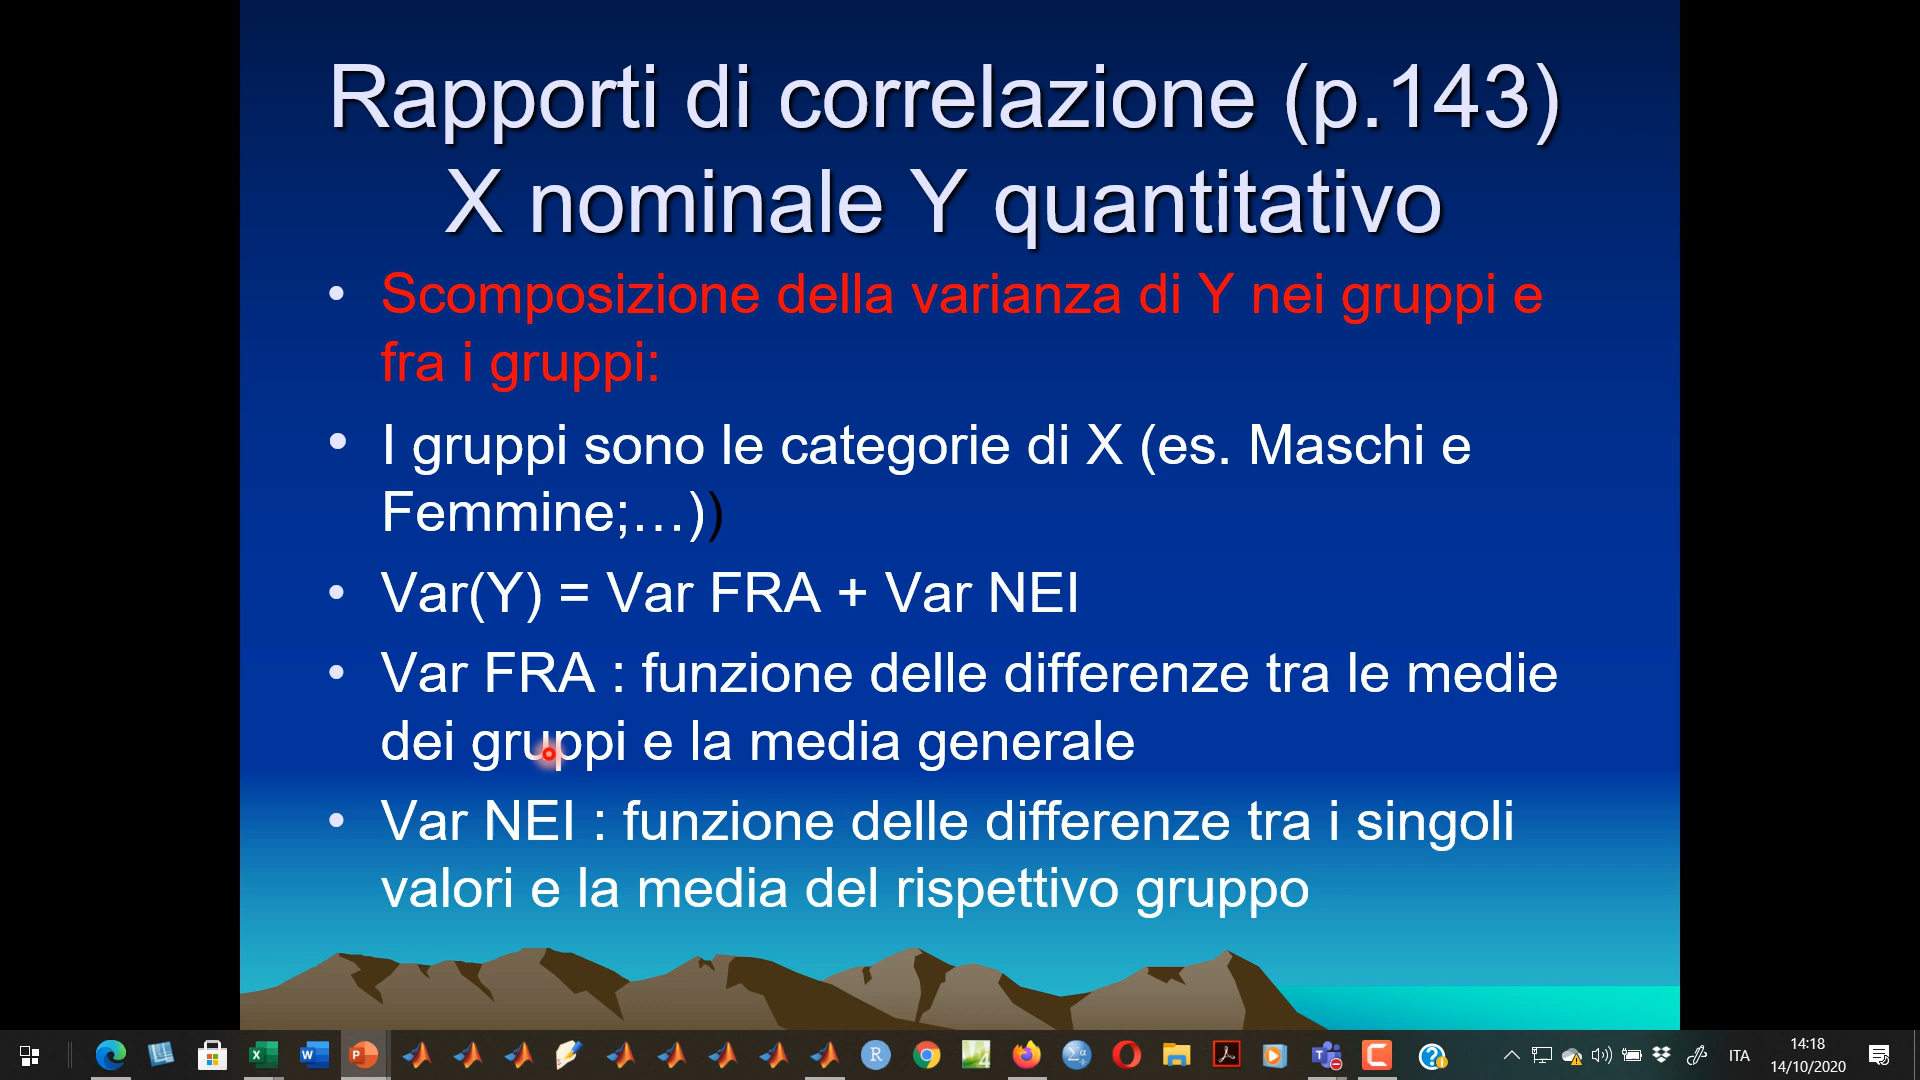 Rapporti di correlazione (p.143)
X nominale Y quantitativo
• Scomposizione della varianza di Y nei gruppi e
fra i gruppi:
• I gruppi sono le categorie di X (es. Maschi e
Femmine;…))
• Var(Y) = Var FRA + Var NEI
• Var FRA : funzione delle differenze tra le medie
dei gruppi e la media generale
• Var NEI : funzione delle differenze tra i singoli
valori e la media del rispettivo gruppo
ITA
14:18
14/10/2020